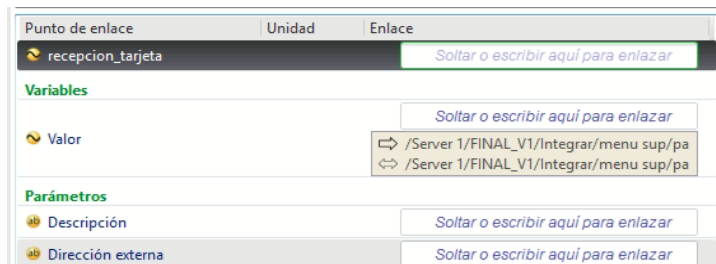 Punto de enlace Unidad Enlace
recepcion_tarjeta Soltar o escribir aquí para enlazar
Variables
Soltar o escribir aquí para enlazar
Valor
/Server 1/FINAL_V1/Integrar/menu sup/pa
/Server 1/FINAL_V1/Integrar/menu sup/pa
Parámetros
ab Descripción Soltar o escribir aquí para enlazar
ab Dirección externa Soltar o escribir aquí para enlazar